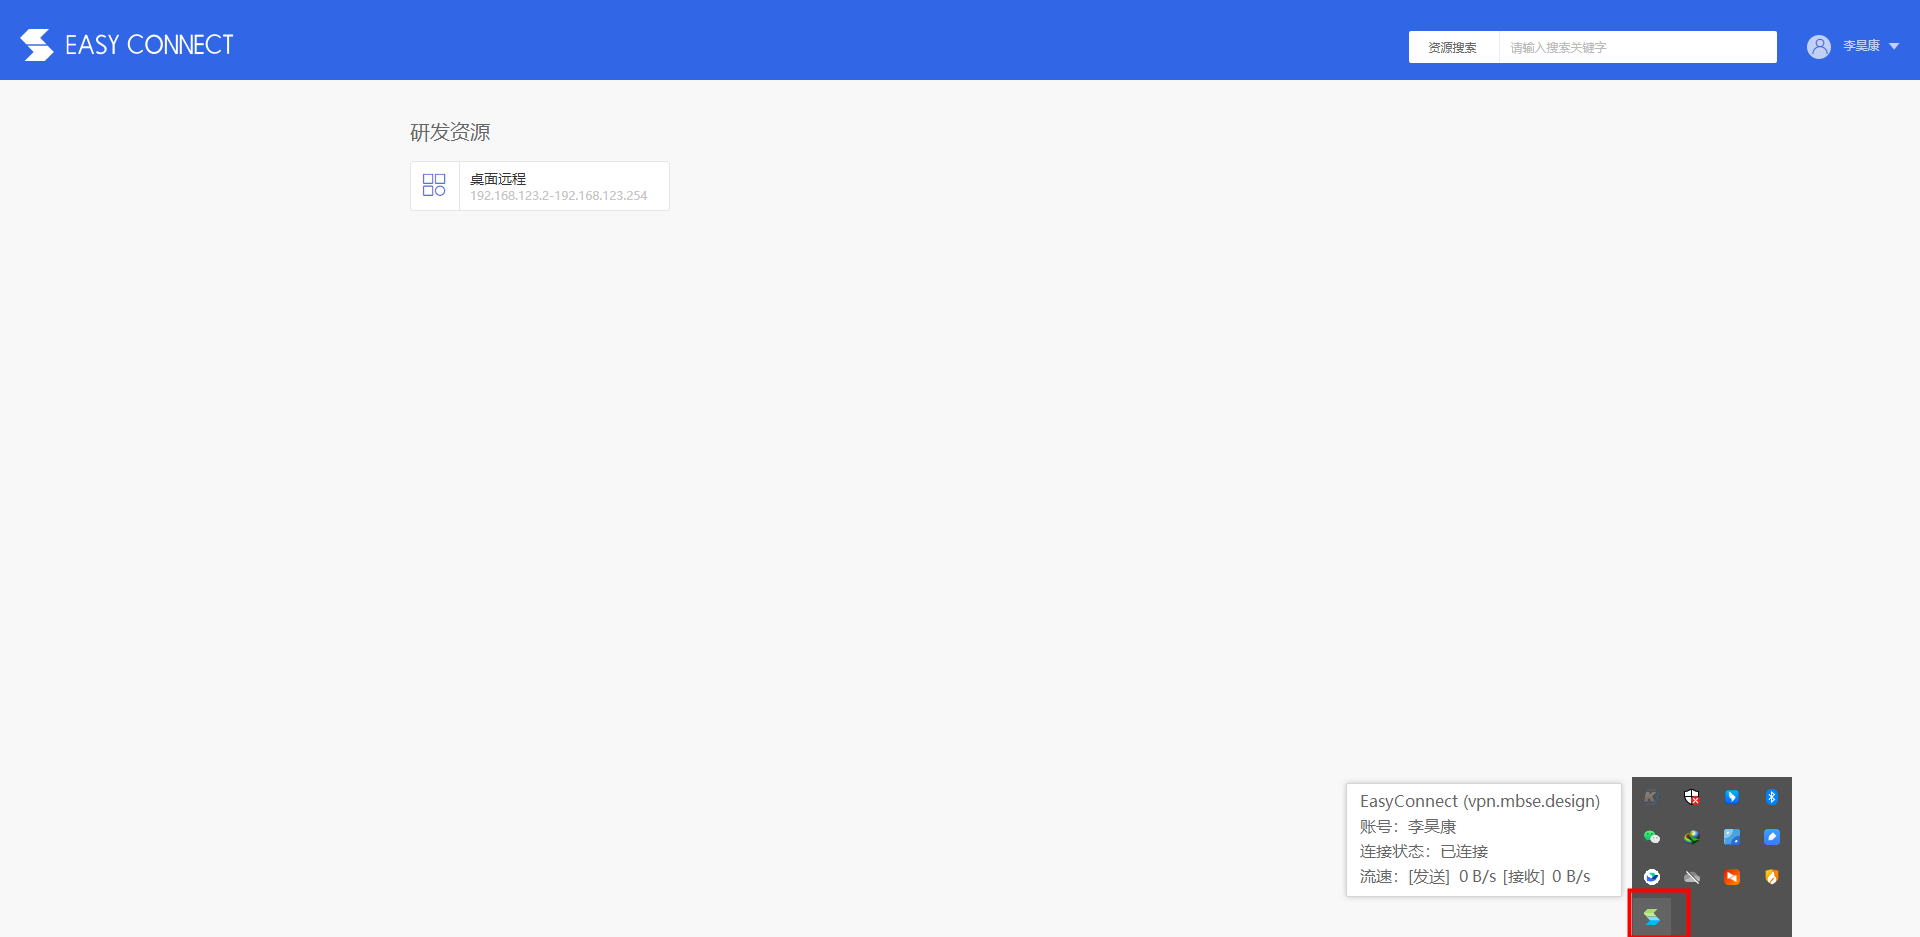 EASY CONNECT
资源搜索
请输入搜索关键字
李昊康
研发资源
桌面远程
192.168.123.2-192.168.123.254
EasyConnect (vpn.mbse.design)
账号：李昊康
连接状态：已连接
流速：[发送] 0 B/s [接收] 0 B/s